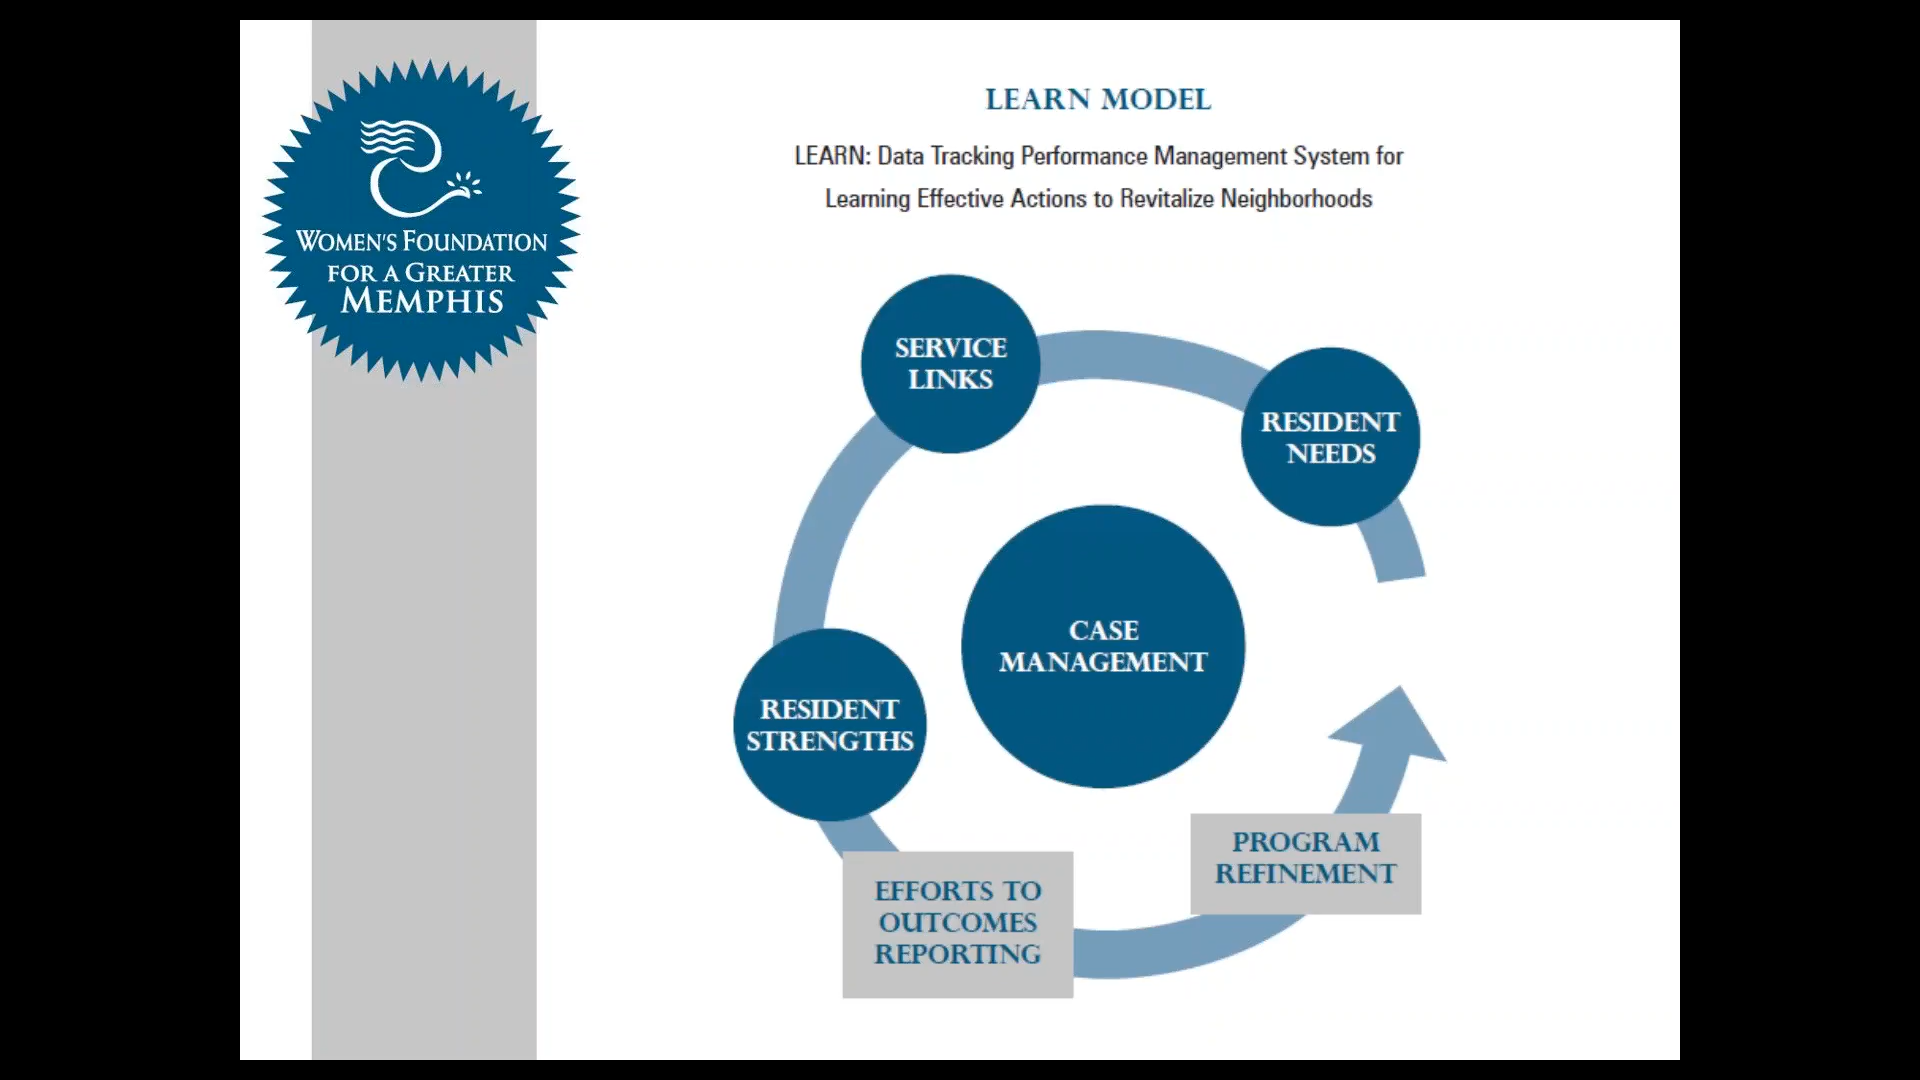 WOMEN'S FOUNDATION
FOR A GREATER
MEMPHIS
LEARN MODEL
LEARN: Data Tracking Performance Management System for
Learning Effective Actions to Revitalize Neighborhoods
SERVICE
LINKS
RESIDENT
NEEDS
CASE
MANAGEMENT
RESIDENT
STRENGTHS
PROGRAM
REFINEMENT
EFFORTS TO
OUTCOMES
REPORTING